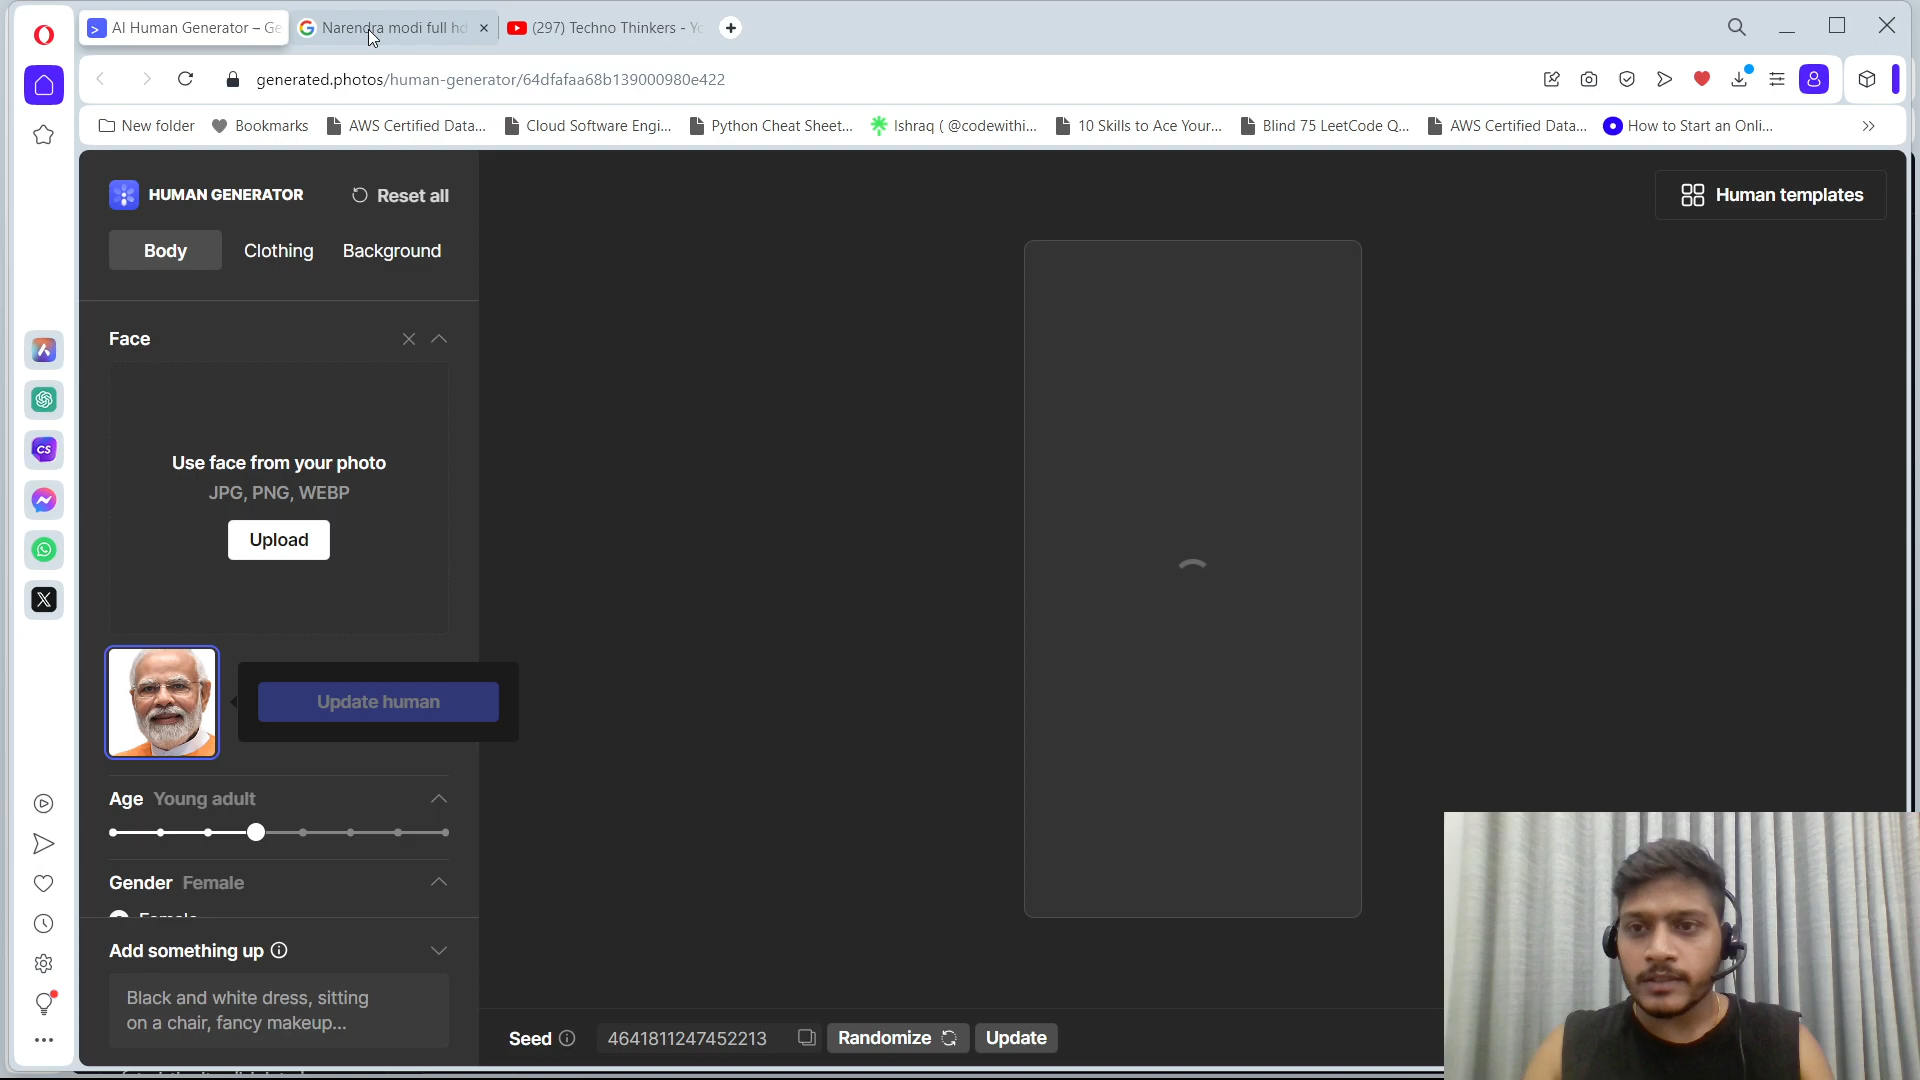 AI Human Generator – Ge
Narendra modi full hd
(297) Techno Thinkers - Yo
generated.photos/human-generator/64dfafaa68b139000980e422
New folder
Bookmarks
AWS Certified Data...
Cloud Software Engi...
Python Cheat Sheet...
Ishraq ( @codewithi...
10 Skills to Ace Your...
Blind 75 LeetCode Q...
AWS Certified Data...
How to Start an Onli...
HUMAN GENERATOR
Reset all
Human templates
Body
Clothing
Background
Face
Use face from your photo
JPG, PNG, WEBP
Upload
CS
Update human
Age Young adult
Gender Female
Female
Add something up
Black and white dress, sitting
on a chair, fancy makeup...
Seed
4641811247452213
Randomize
Update